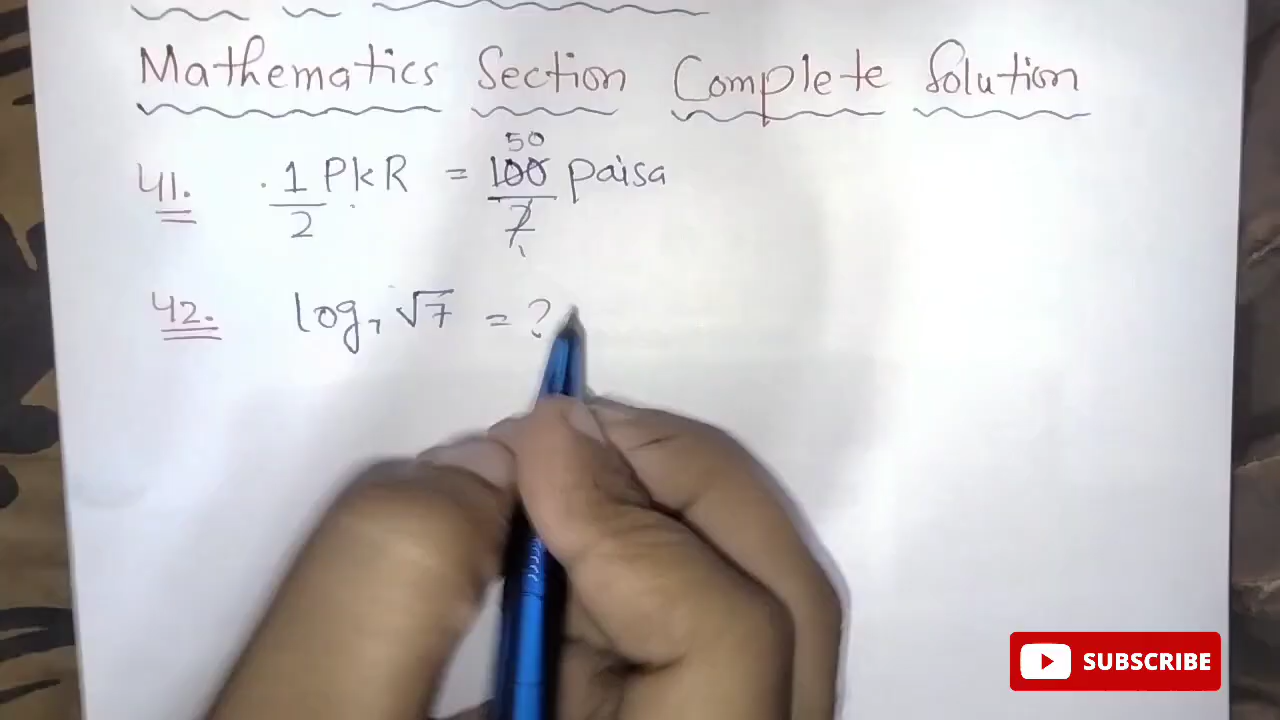 Mathematics Section Complete Solution
41. 1/2 PkR = 100/2 50 paisa
42. log₇ √7 = ?
SUBSCRIBE